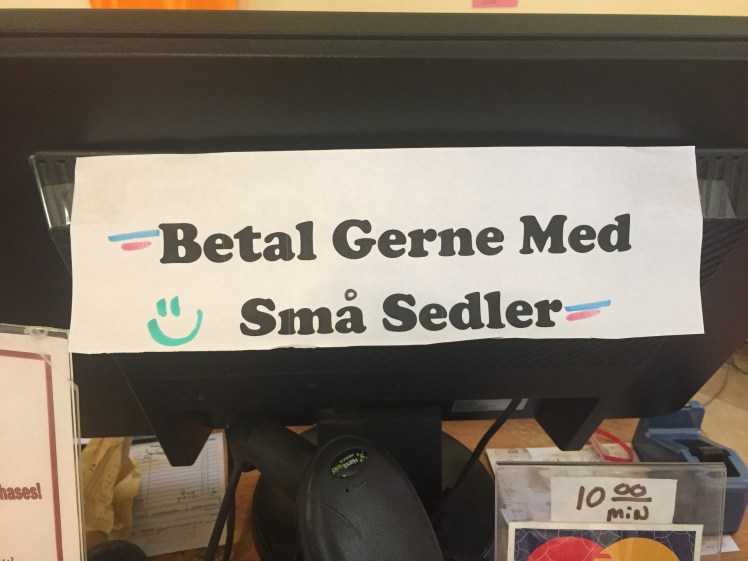 Betal Gerne Med
Små Sedler
hases!
10 00
MIN